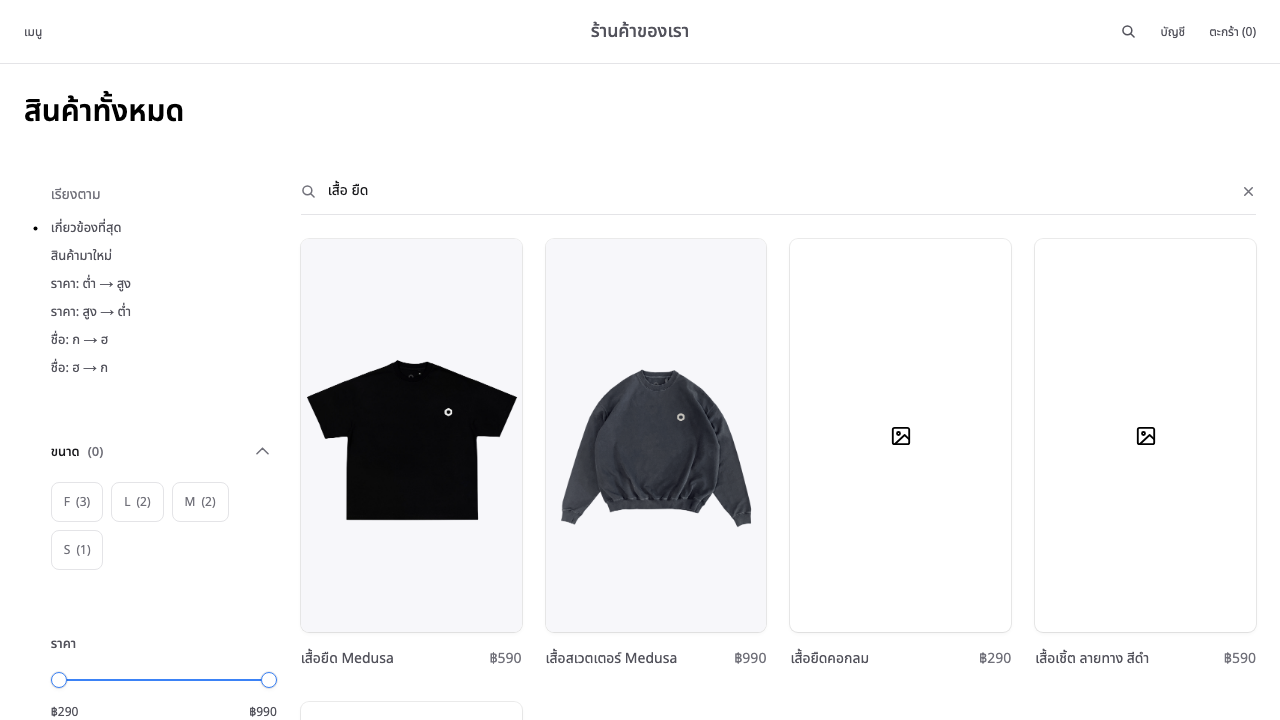 เมนู
ร้านค้าของเรา
บัญชี
ตะกร้า (0)
สินค้าทั้งหมด
เรียงตาม
เกี่ยวข้องที่สุด
สินค้ามาใหม่
ราคา: ต่ำ → สูง
ราคา: สูง → ต่ำ
ชื่อ: ก → ฮ
ชื่อ: ฮ → ก
ขนาด (0)
F (3)
L (2)
M (2)
S (1)
ราคา
฿290
฿990
เสื้อ ยืด
เสื้อยืด Medusa ฿590
เสื้อสเวตเตอร์ Medusa ฿990
เสื้อยืดคอกลม ฿290
เสื้อเชิ้ต ลายทาง สีดำ ฿590